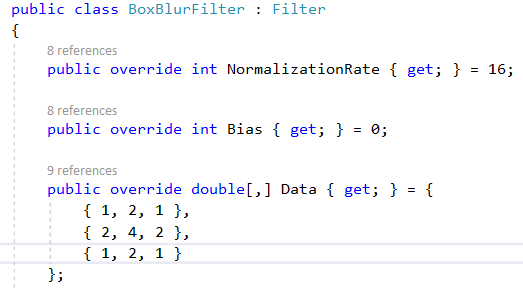 public class BoxBlurFilter : Filter
{
8 references
public override int NormalizationRate { get; } = 16;
8 references
public override int Bias { get; } = 0;
9 references
public override double[,] Data { get; } = {
{ 1, 2, 1 },
{ 2, 4, 2 },
{ 1, 2, 1 }
};